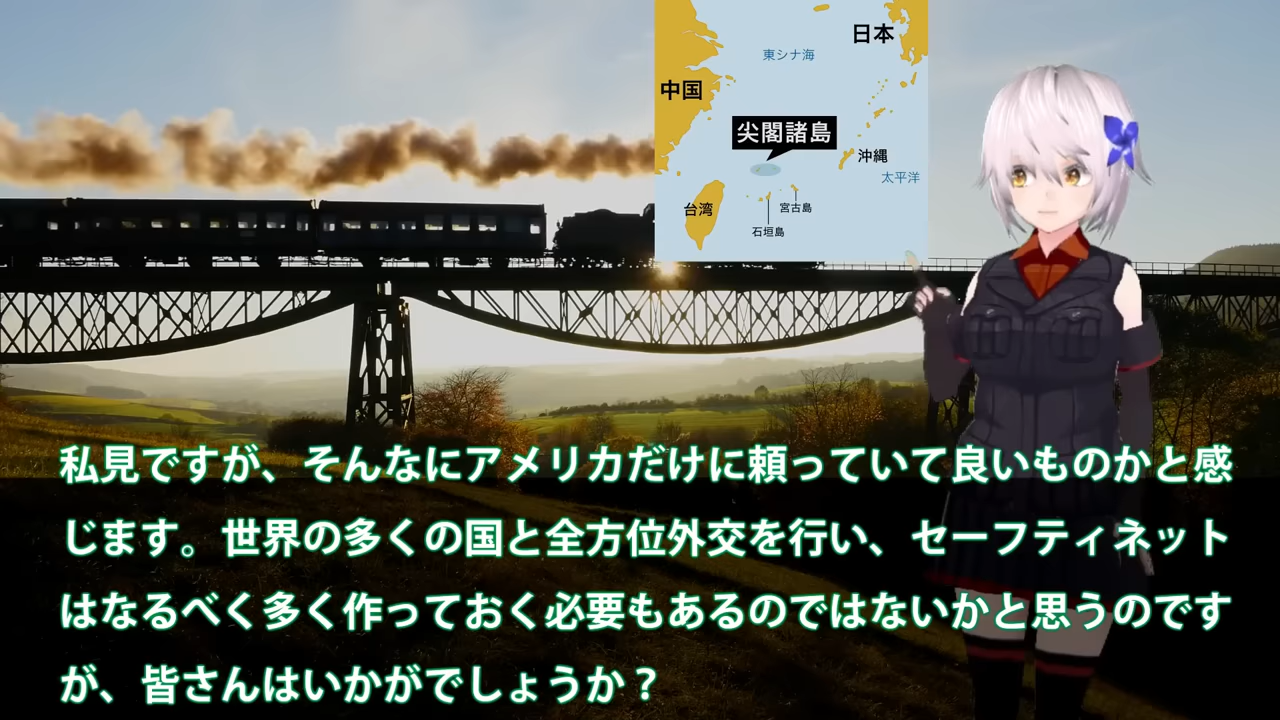 日本
東シナ海
中国
尖閣諸島
沖縄
太平洋
台湾
宮古島
石垣島
私見ですが、そんなにアメリカだけに頼っていて良いものかと感
じます。世界の多くの国と全方位外交を行い、セーフティネット
はなるべく多く作っておく必要もあるのではないかと思うのです
が、皆さんはいかがでしょうか？